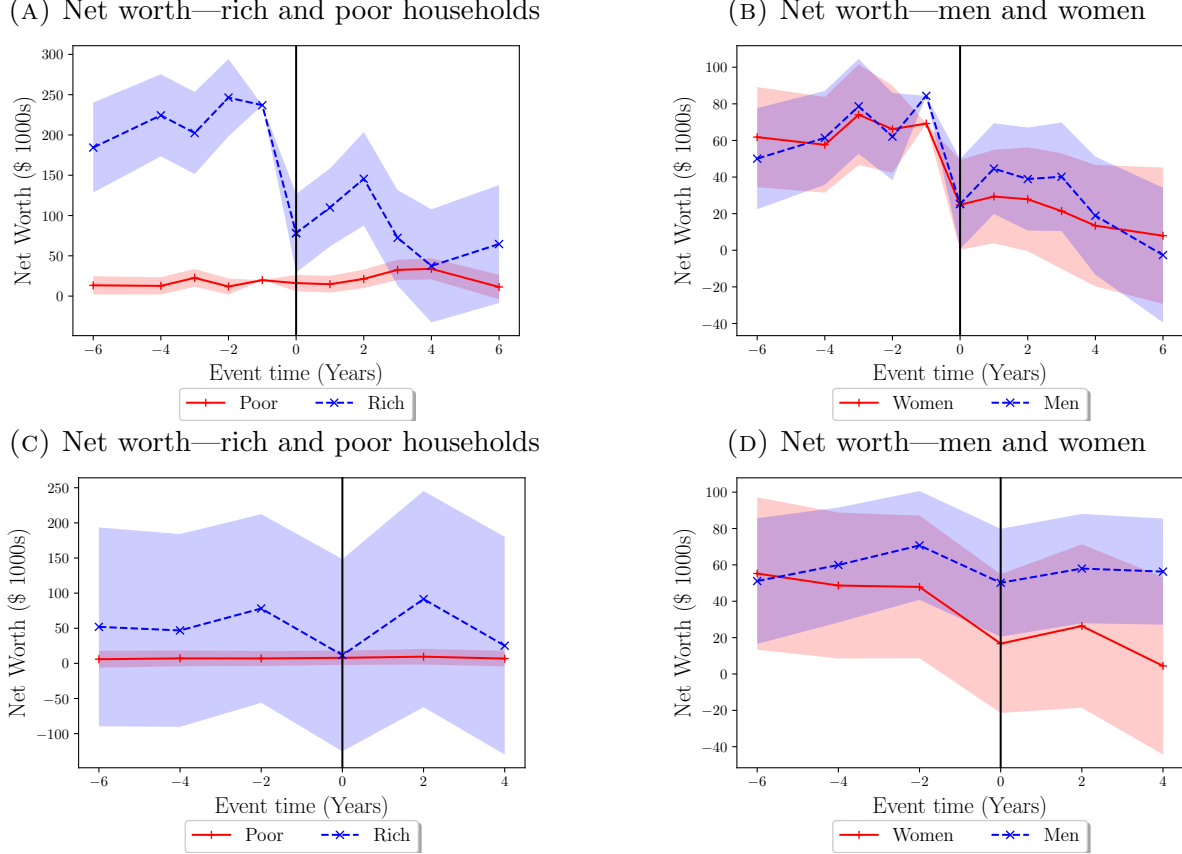 (A) Net worth—rich and poor households
300
250
200
150
100
50
0
Net Worth ($ 1000s)
−6 −4 −2 0 2 4 6
Event time (Years)
Poor Rich
(B) Net worth—men and women
100
80
60
40
20
0
−20
−40
Net Worth ($ 1000s)
−6 −4 −2 0 2 4 6
Event time (Years)
Women Men
(C) Net worth—rich and poor households
250
200
150
100
50
0
−50
−100
Net Worth ($ 1000s)
−6 −4 −2 0 2 4
Event time (Years)
Poor Rich
(D) Net worth—men and women
100
80
60
40
20
0
−20
−40
Net Worth ($ 1000s)
−6 −4 −2 0 2 4
Event time (Years)
Women Men